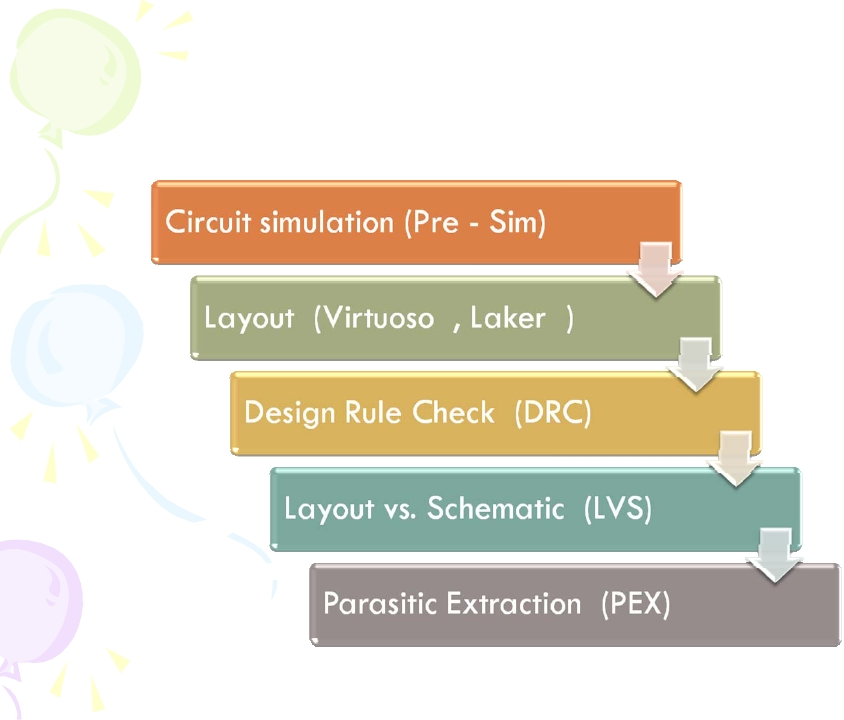 Circuit simulation (Pre - Sim)
Layout (Virtuoso , Laker )
Design Rule Check (DRC)
Layout vs. Schematic (LVS)
Parasitic Extraction (PEX)